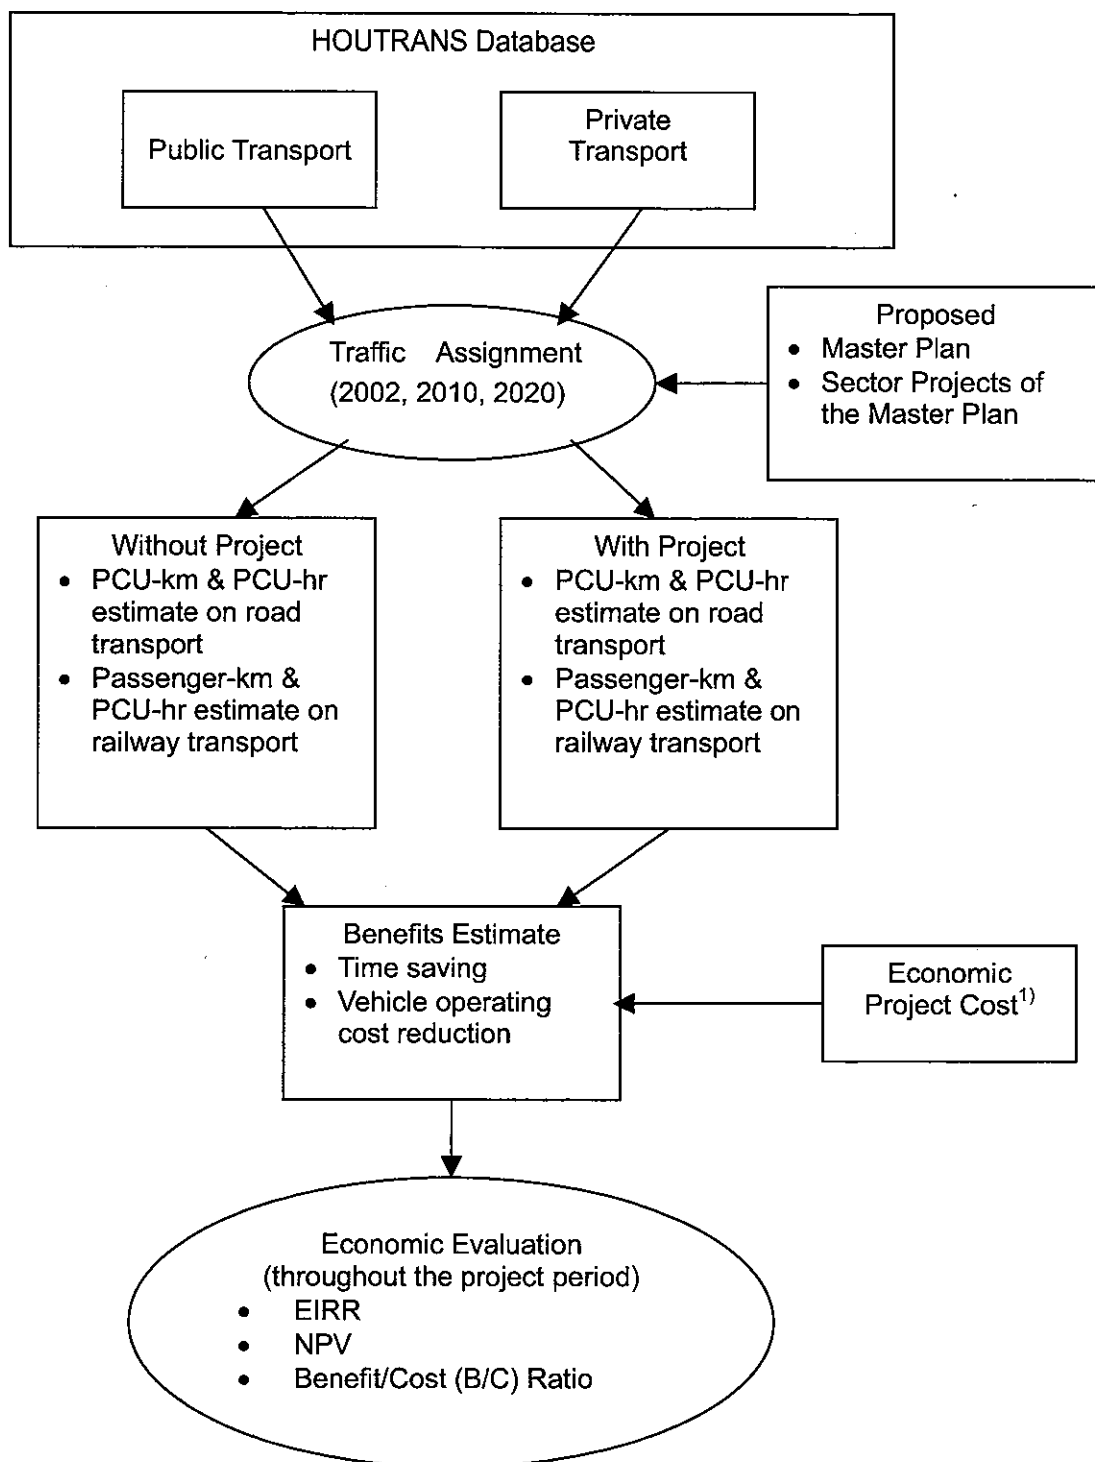 HOUTRANS Database
Public Transport
Private
Transport
Traffic Assignment
(2002, 2010, 2020)
Proposed
• Master Plan
• Sector Projects of
the Master Plan
Without Project
• PCU-km & PCU-hr
estimate on road
transport
• Passenger-km &
PCU-hr estimate on
railway transport
With Project
• PCU-km & PCU-hr
estimate on road
transport
• Passenger-km &
PCU-hr estimate on
railway transport
Benefits Estimate
• Time saving
• Vehicle operating
cost reduction
Economic
Project Cost1)
Economic Evaluation
(throughout the project period)
• EIRR
• NPV
• Benefit/Cost (B/C) Ratio